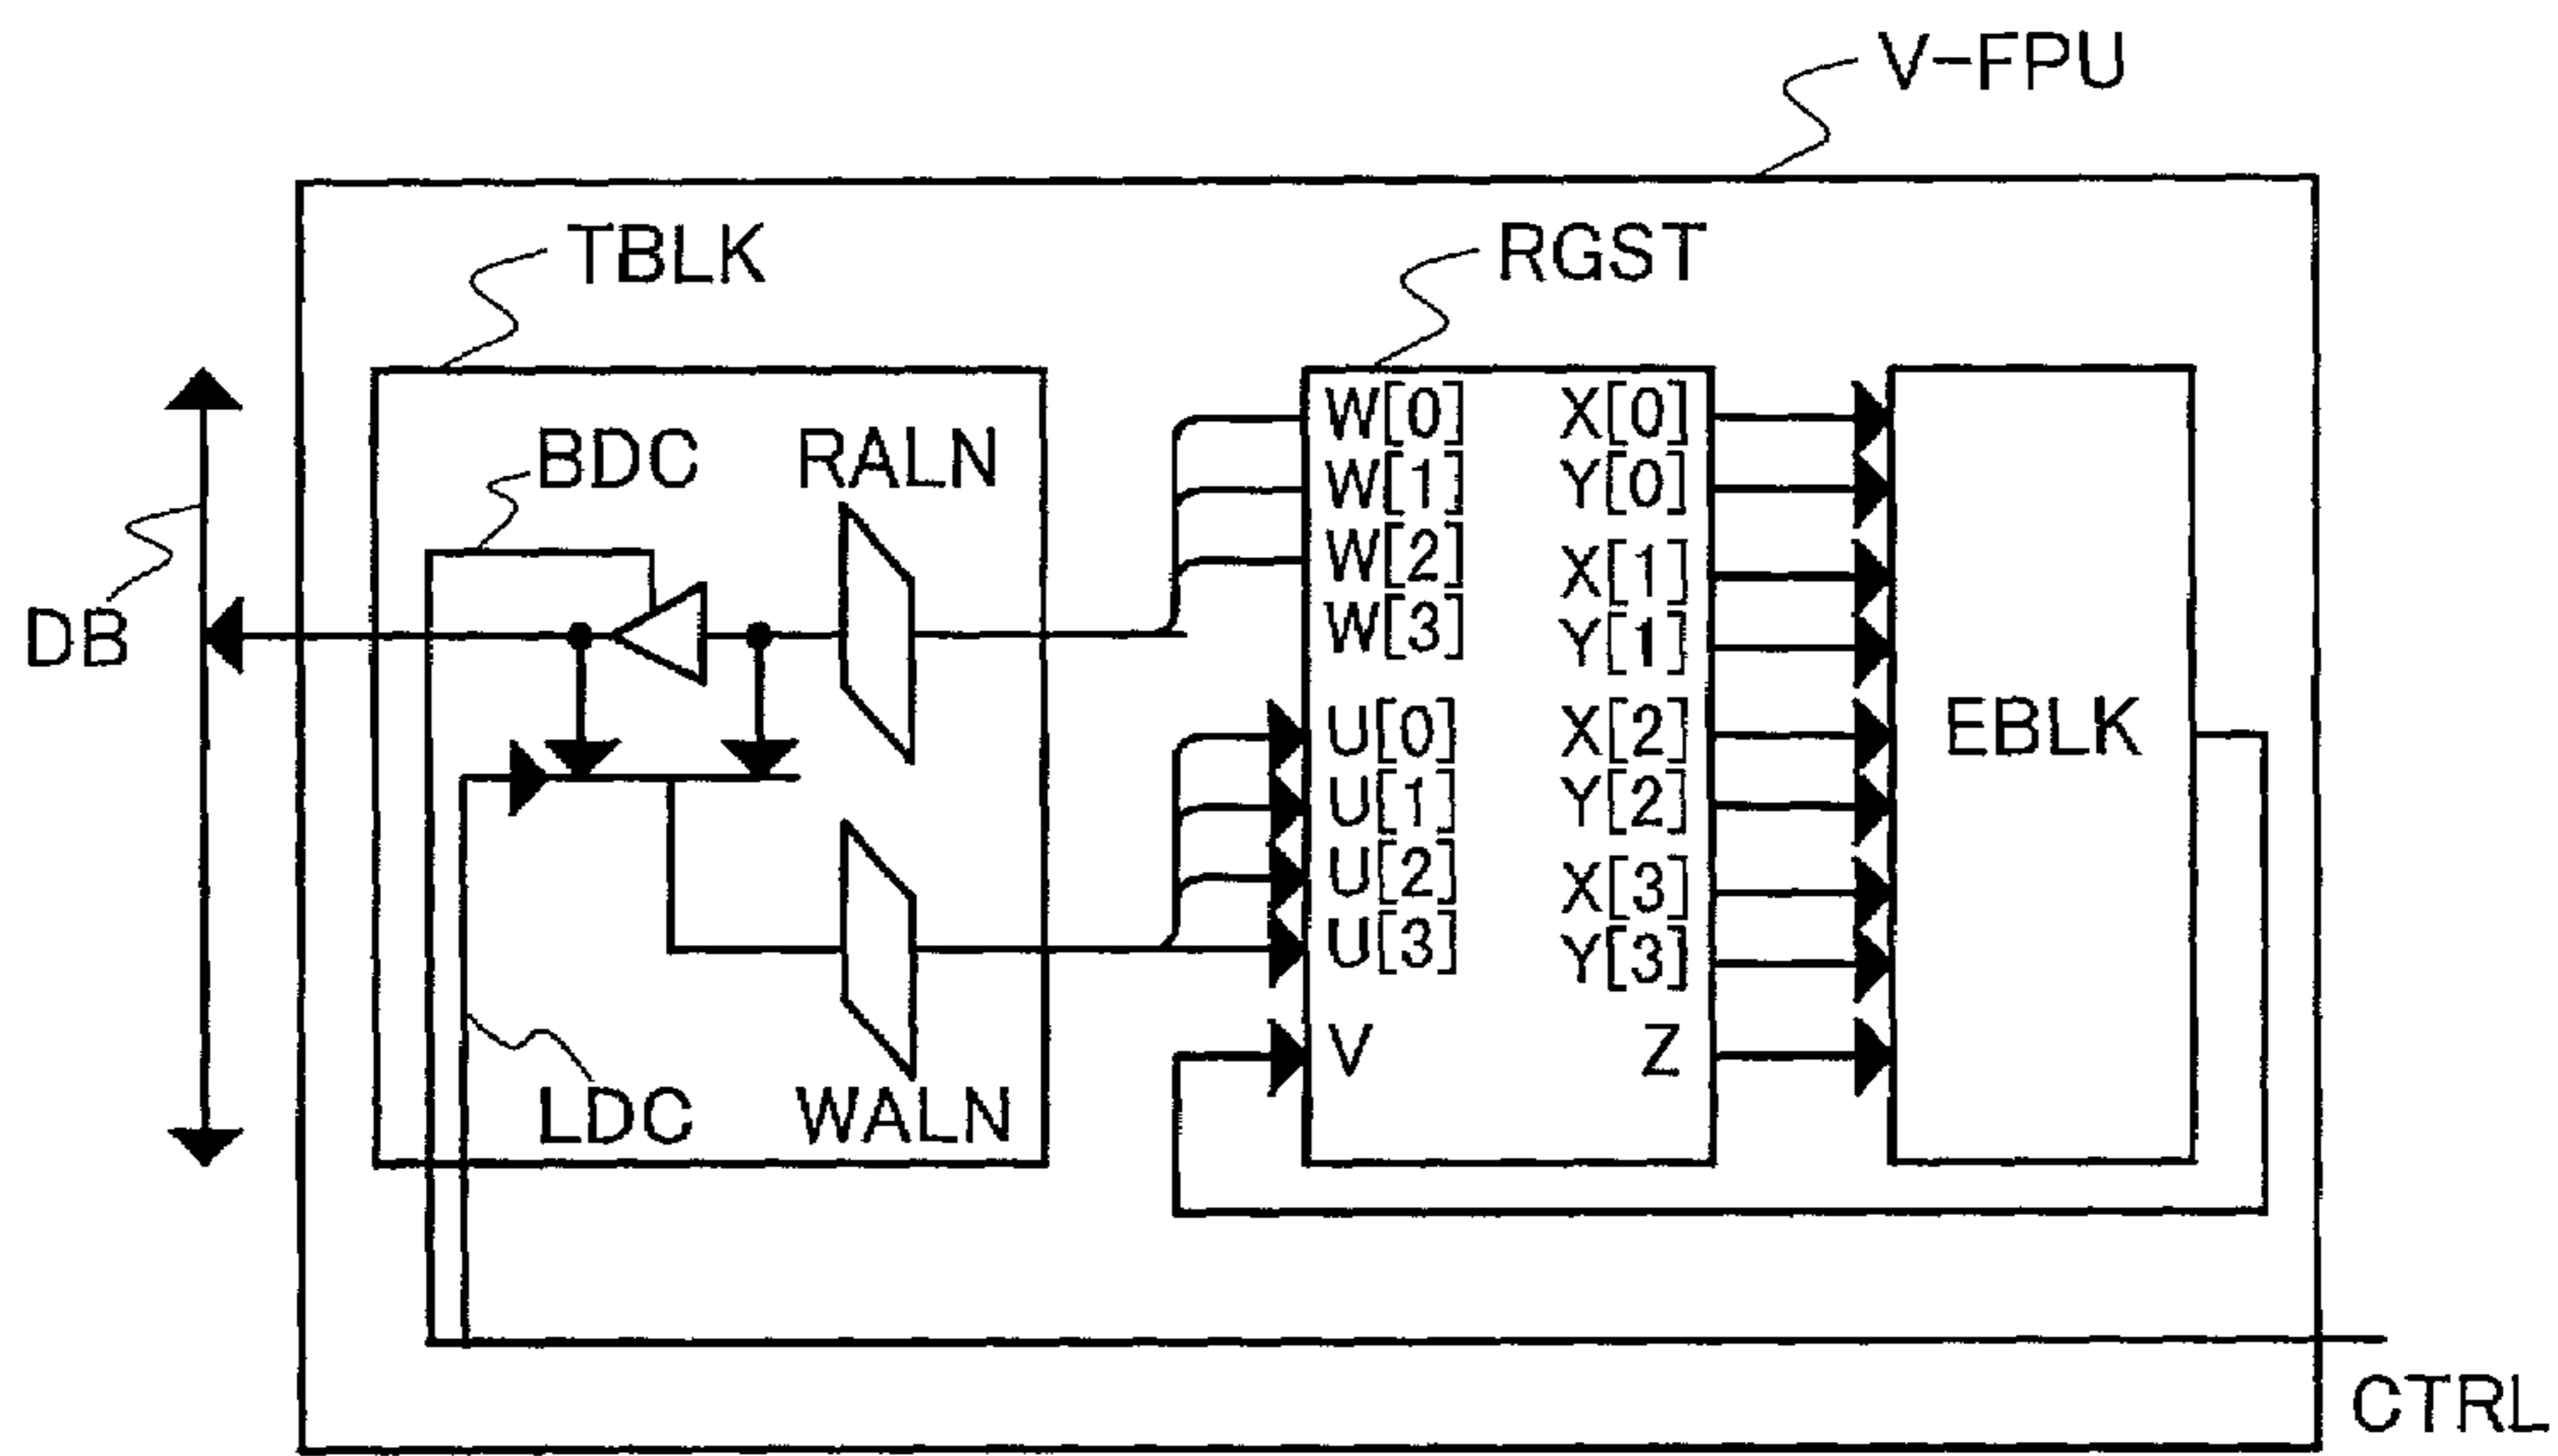 V-FPU
TBLK
RGST
BDC
RALN
DB
LDC
WALN
W[0]
W[1]
W[2]
W[3]
U[0]
U[1]
U[2]
U[3]
V
X[0]
Y[0]
X[1]
Y[1]
X[2]
Y[2]
X[3]
Y[3]
Z
EBLK
CTRL